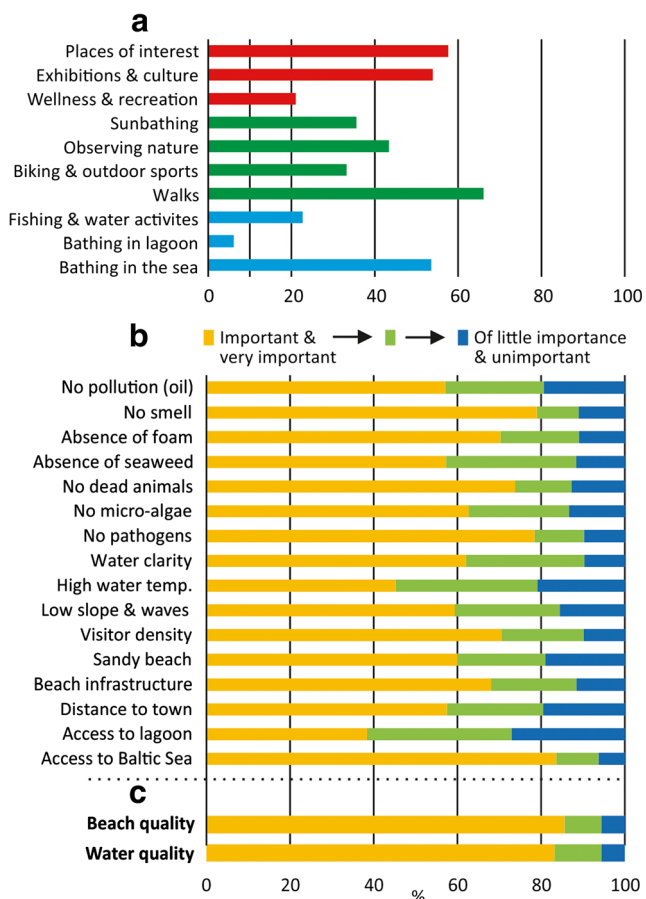 a
Places of interest
Exhibitions & culture
Wellness & recreation
Sunbathing
Observing nature
Biking & outdoor sports
Walks
Fishing & water activites
Bathing in lagoon
Bathing in the sea
0 20 40 60 80 100
b
Important & very important
Of little importance & unimportant
No pollution (oil)
No smell
Absence of foam
Absence of seaweed
No dead animals
No micro-algae
No pathogens
Water clarity
High water temp.
Low slope & waves
Visitor density
Sandy beach
Beach infrastructure
Distance to town
Access to lagoon
Access to Baltic Sea
c
Beach quality
Water quality
0 20 40 60 80 100
%